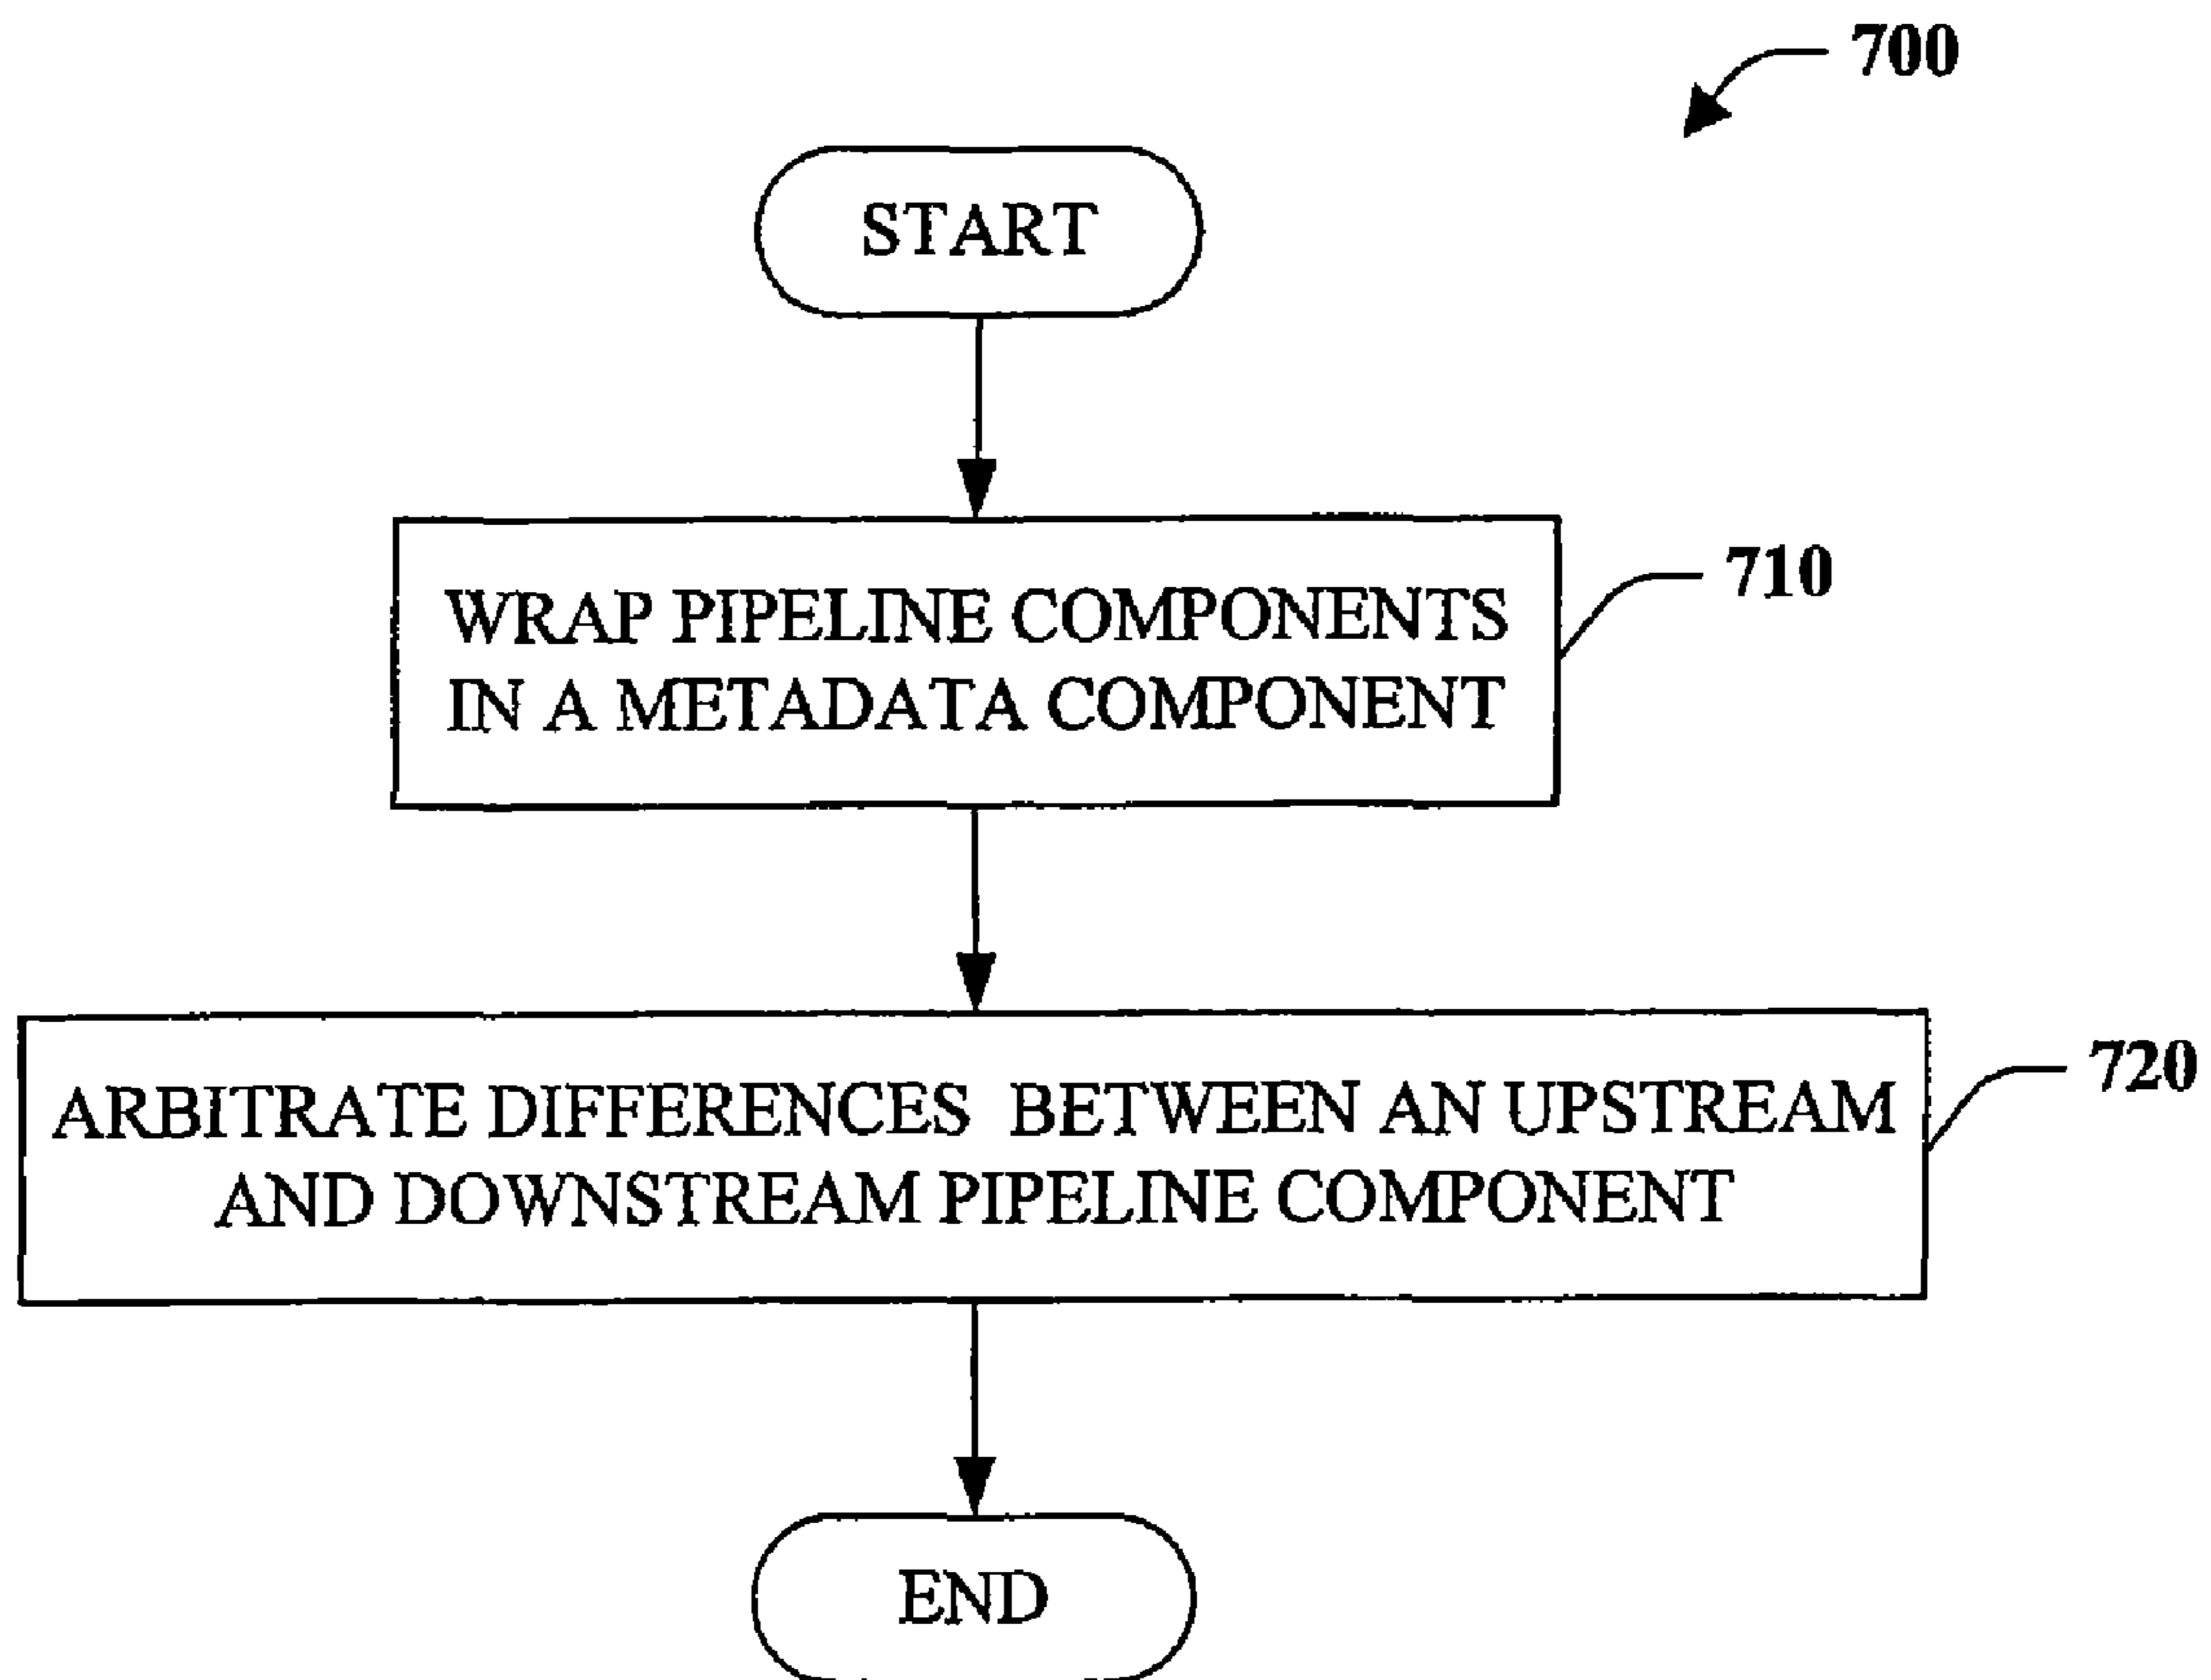 700
START
WRAP PIPELINE COMPONENTS
IN A METADATA COMPONENT
710
ARBITRATE DIFFERENCES BETWEEN AN UPSTREAM
AND DOWNSTREAM PIPELINE COMPONENT
720
END